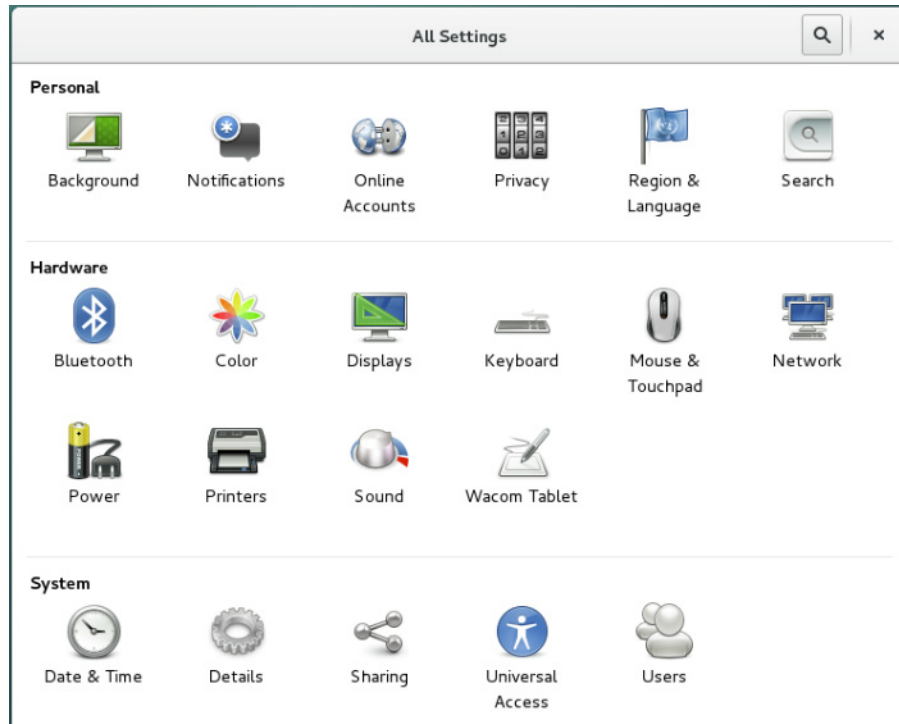 All Settings
Personal
Background Notifications Online Accounts Privacy Region & Language Search
Hardware
Bluetooth Color Displays Keyboard Mouse & Touchpad Network
Power Printers Sound Wacom Tablet
System
Date & Time Details Sharing Universal Access Users